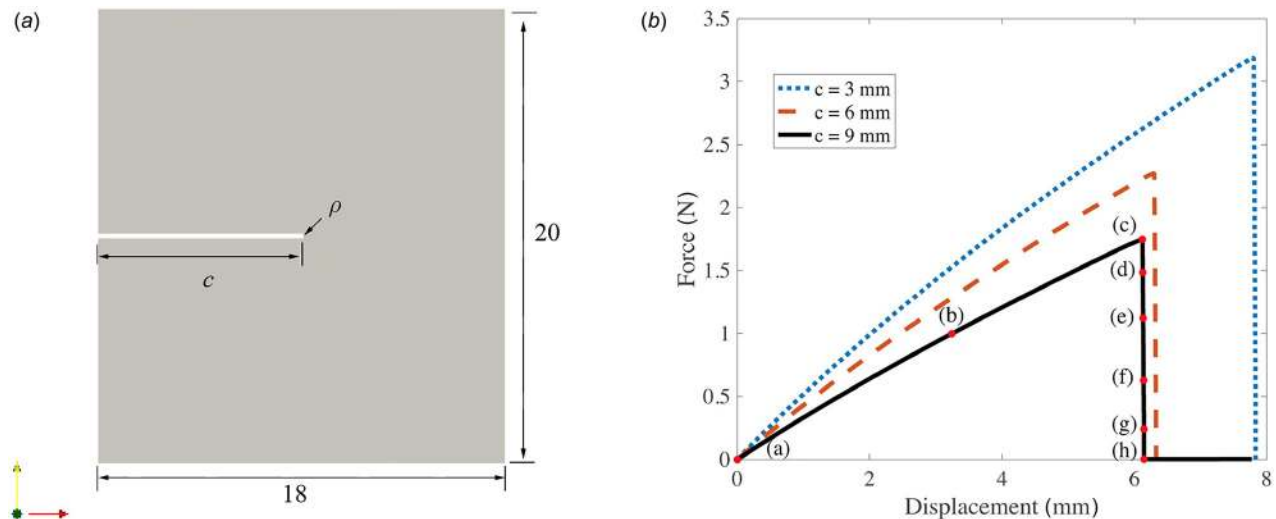 (a)
ρ
c
20
18
(b)
3.5
3
2.5
2
1.5
1
0.5
0
Force (N)
c = 3 mm
c = 6 mm
c = 9 mm
(a)
(b)
(c)
(d)
(e)
(f)
(g)
(h)
0
2
4
6
8
Displacement (mm)